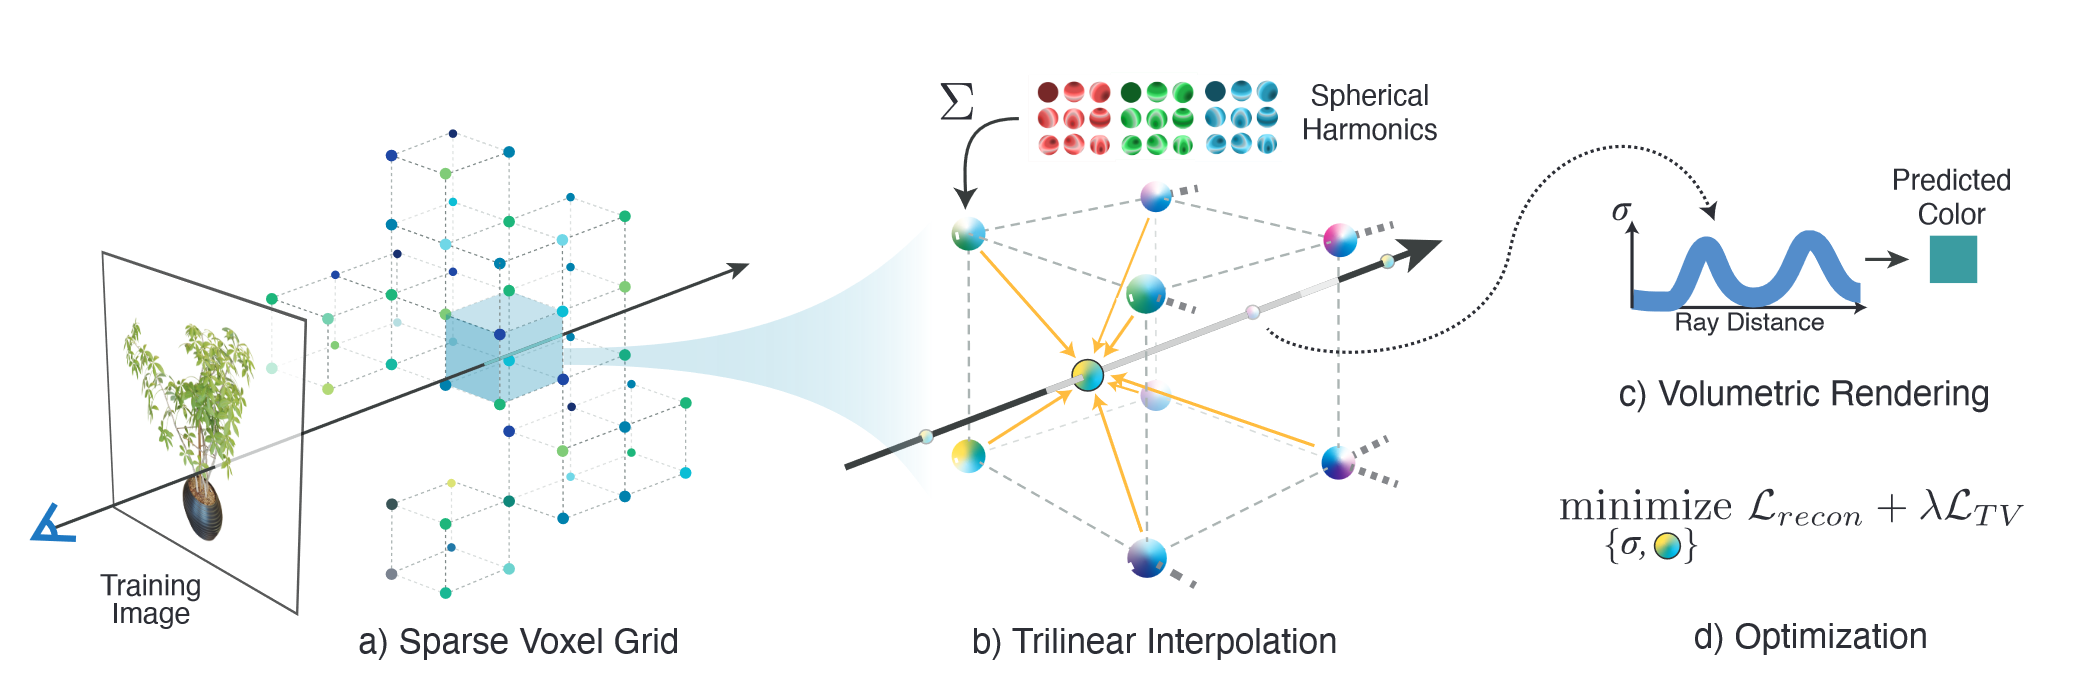 Training
Image
a) Sparse Voxel Grid
Σ
Spherical
Harmonics
b) Trilinear Interpolation
σ
Ray Distance
Predicted
Color
c) Volumetric Rendering
minimize ℒ_recon + λℒ_TV
{σ, }
d) Optimization